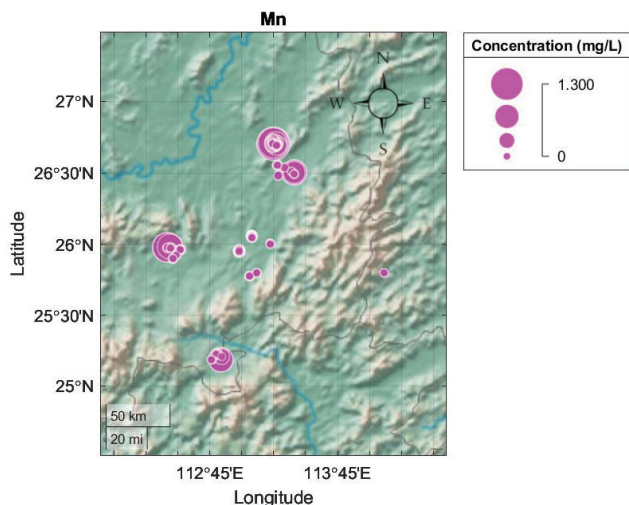 Mn
Concentration (mg/L)
1.300
0
N
W E
S
27°N
26°30'N
26°N
25°30'N
25°N
Latitude
50 km
20 mi
112°45'E
113°45'E
Longitude